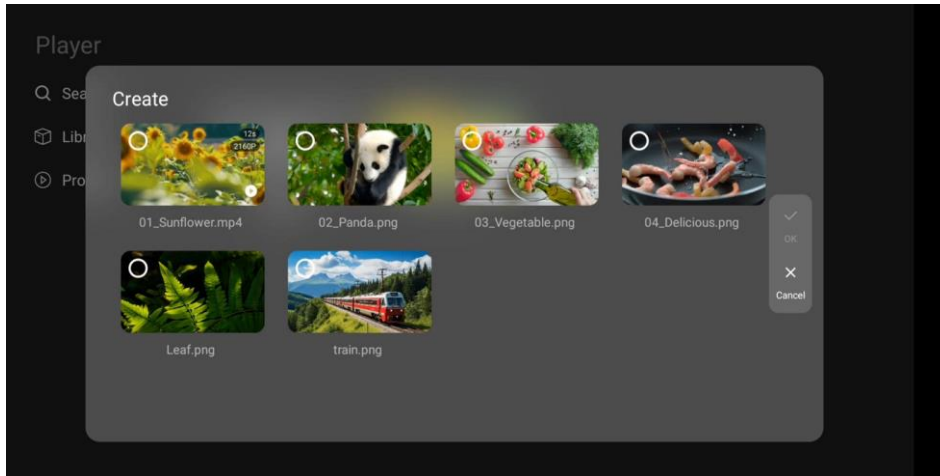 Player
Sea
Create
Libr
Pro
12s
2160P
01_Sunflower.mp4
02_Panda.png
03_Vegetable.png
04_Delicious.png
OK
Cancel
Leaf.png
train.png